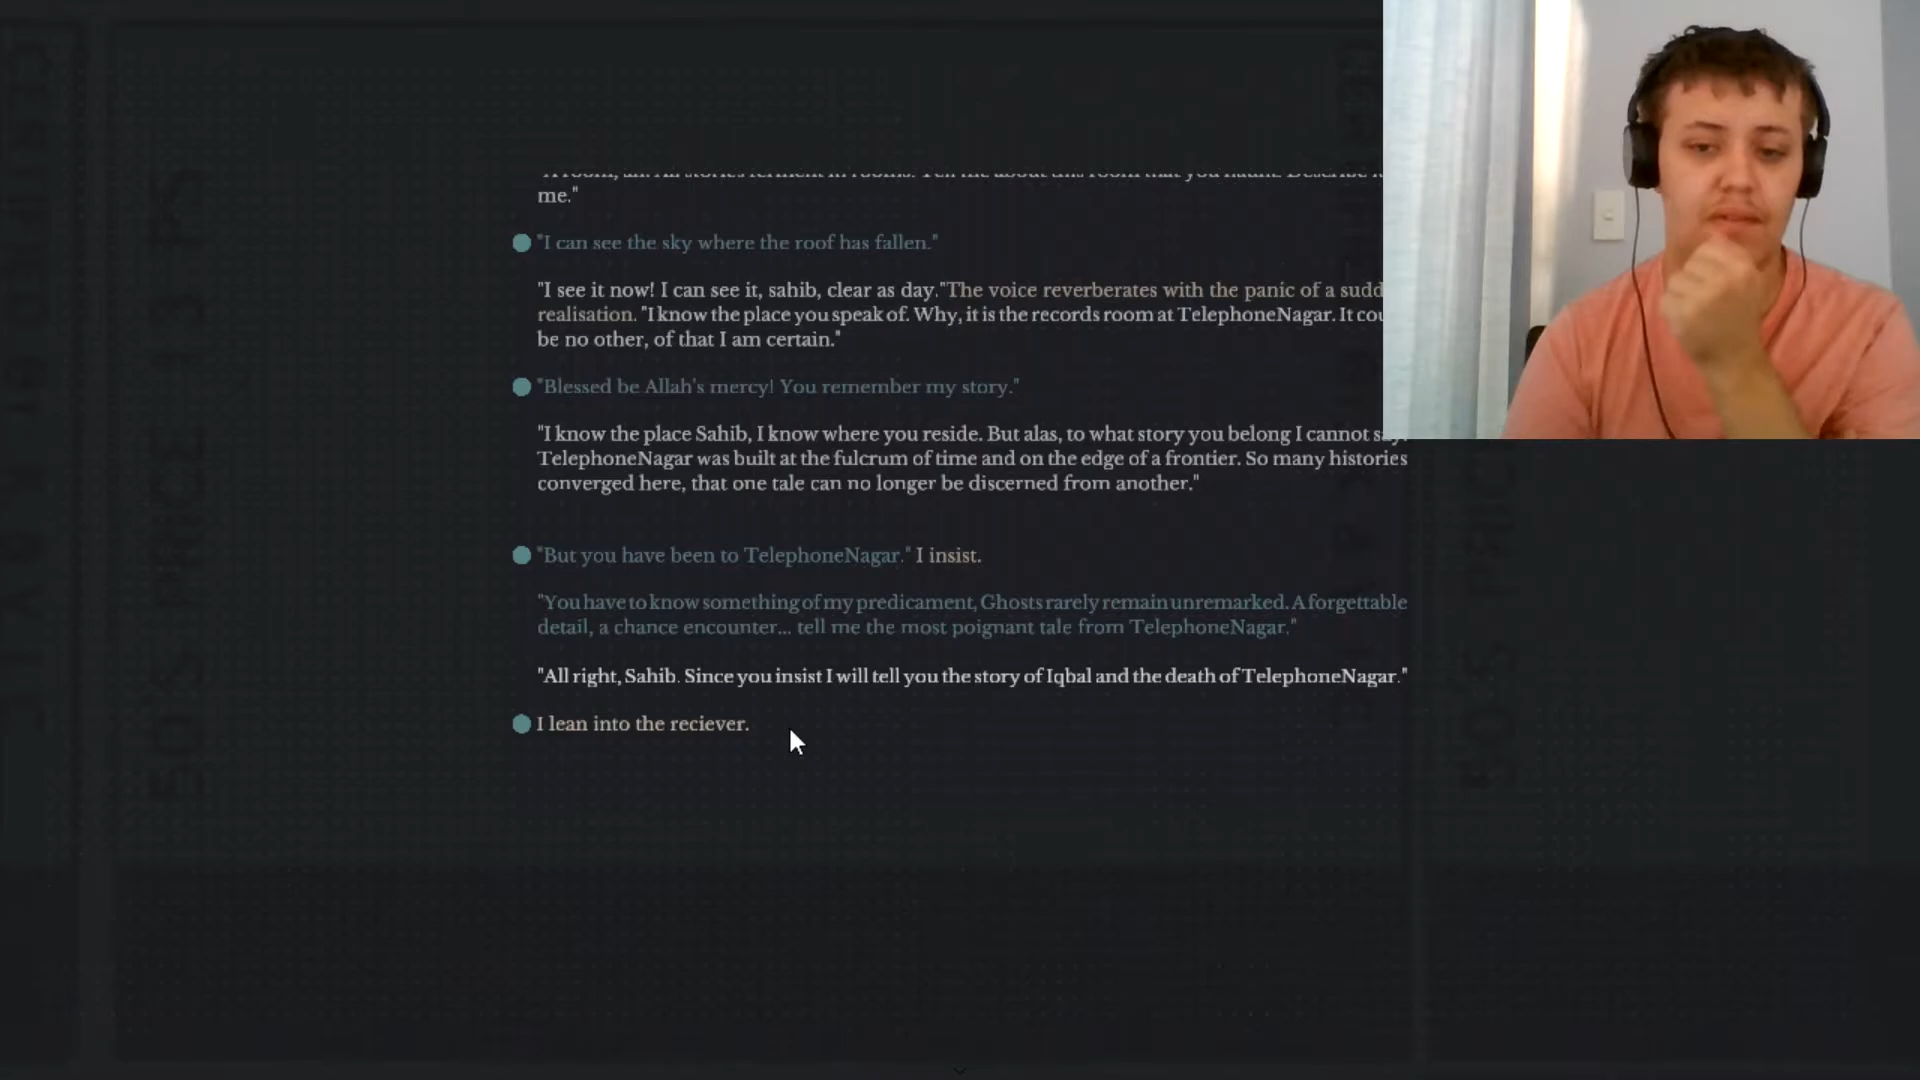 me."
"I can see the sky where the roof has fallen."
"I see it now! I can see it, sahib, clear as day."The voice reverberates with the panic of a sudd
realisation. "I know the place you speak of. Why, it is the records room at TelephoneNagar. It cou
be no other, of that I am certain."
"Blessed be Allah's mercy! You remember my story."
"I know the place Sahib, I know where you reside. But alas, to what story you belong I cannot say.
TelephoneNagar was built at the fulcrum of time and on the edge of a frontier. So many histories
converged here, that one tale can no longer be discerned from another."
"But you have been to TelephoneNagar." I insist.
"You have to know something of my predicament, Ghosts rarely remain unremarked. A forgettable
detail, a chance encounter... tell me the most poignant tale from TelephoneNagar."
"All right, Sahib. Since you insist I will tell you the story of Iqbal and the death of TelephoneNagar."
I lean into the reciever.